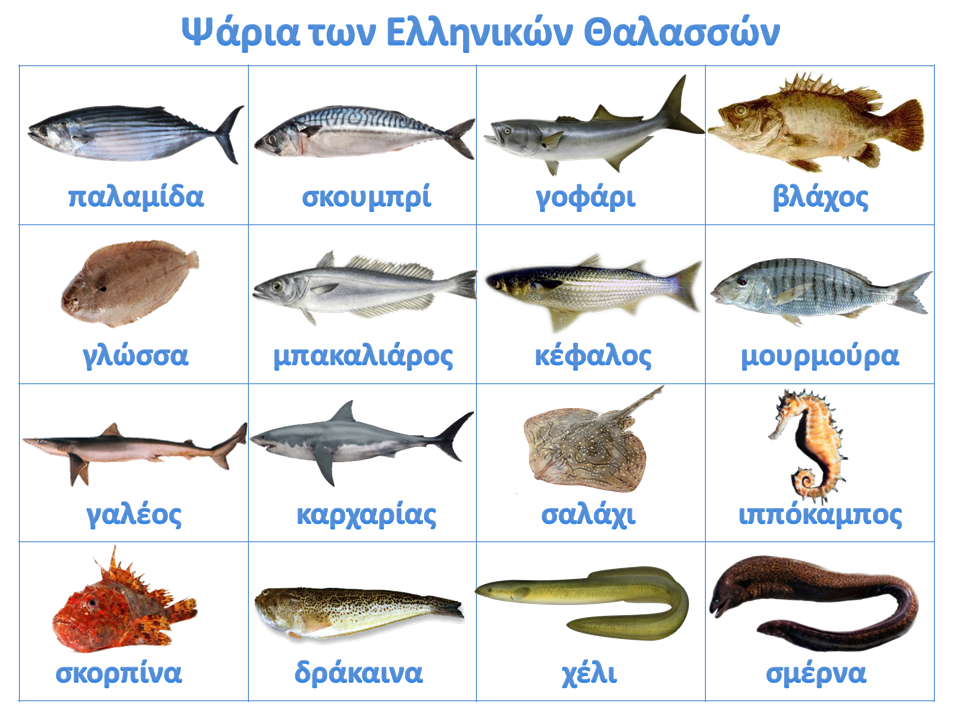 Ψάρια των Ελληνικών Θαλασσών
παλαμίδα
σκουμπρί
γοφάρι
βλάχος
γλώσσα
μπακαλιάρος
κέφαλος
μουρμούρα
γαλέος
καρχαρίας
σαλάχι
ιππόκαμπος
σκορπίνα
δράκαινα
χέλι
σμέρνα